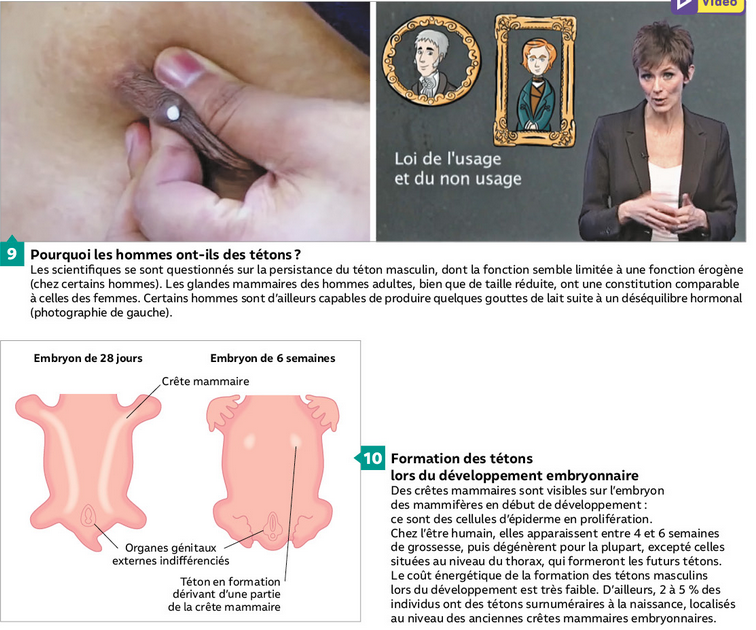 Vidéo
Loi de l'usage
et du non usage
9 Pourquoi les hommes ont-ils des tétons ?
Les scientifiques se sont questionnés sur la persistance du téton masculin, dont la fonction semble limitée à une fonction érogène
(chez certains hommes). Les glandes mammaires des hommes adultes, bien que de taille réduite, ont une constitution comparable
à celles des femmes. Certains hommes sont d'ailleurs capables de produire quelques gouttes de lait suite à un déséquilibre hormonal
(photographie de gauche).
Embryon de 28 jours
Embryon de 6 semaines
Crête mammaire
Organes génitaux
externes indifférenciés
Téton en formation
dérivant d'une partie
de la crête mammaire
10 Formation des tétons
lors du développement embryonnaire
Des crêtes mammaires sont visibles sur l'embryon
des mammifères en début de développement :
ce sont des cellules d'épiderme en prolifération.
Chez l'être humain, elles apparaissent entre 4 et 6 semaines
de grossesse, puis dégénèrent pour la plupart, excepté celles
situées au niveau du thorax, qui formeront les futurs tétons.
Le coût énergétique de la formation des tétons masculins
lors du développement est très faible. D'ailleurs, 2 à 5 % des
individus ont des tétons surnuméraires à la naissance, localisés
au niveau des anciennes crêtes mammaires embryonnaires.